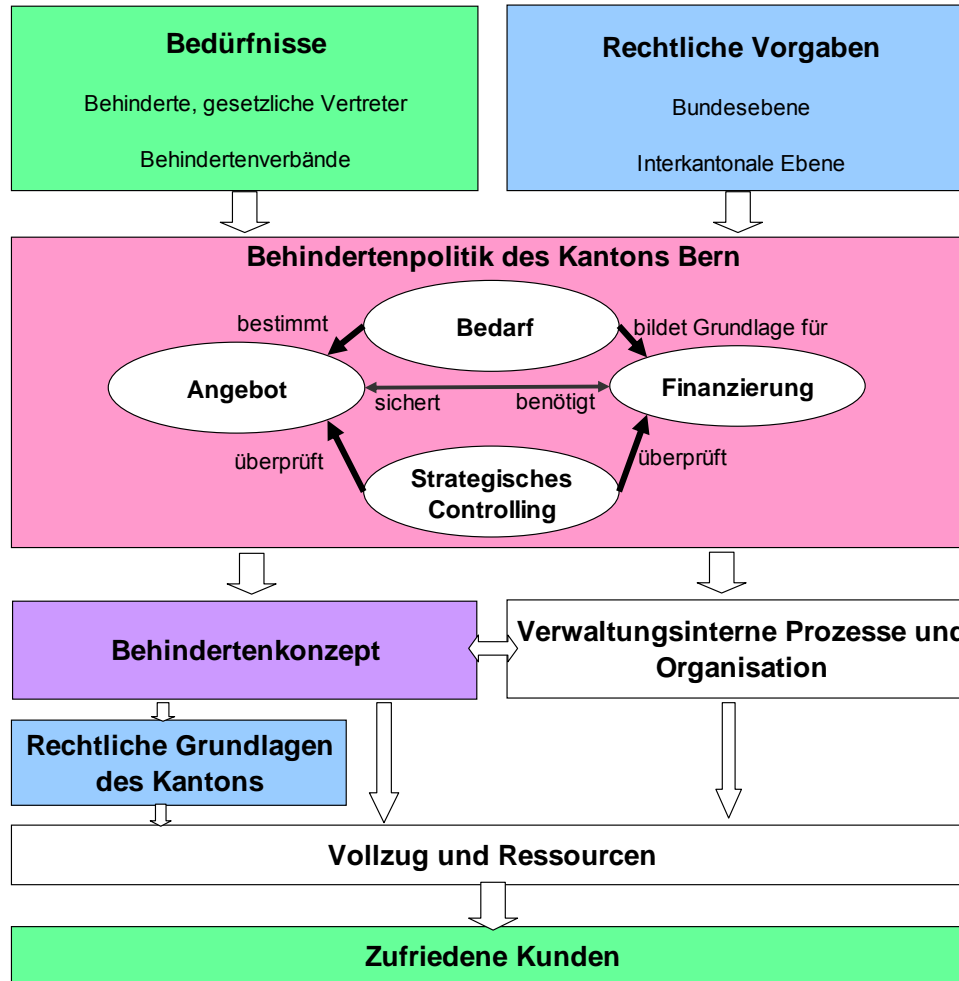 Bedürfnisse
Behinderte, gesetzliche Vertreter
Behindertenverbände
Rechtliche Vorgaben
Bundesebene
Interkantonale Ebene
Behindertenpolitik des Kantons Bern
bestimmt
Bedarf
bildet Grundlage für
Angebot
Finanzierung
sichert
benötigt
überprüft
Strategisches
Controlling
überprüft
Behindertenkonzept
Verwaltungsinterne Prozesse und
Organisation
Rechtliche Grundlagen
des Kantons
Vollzug und Ressourcen
Zufriedene Kunden